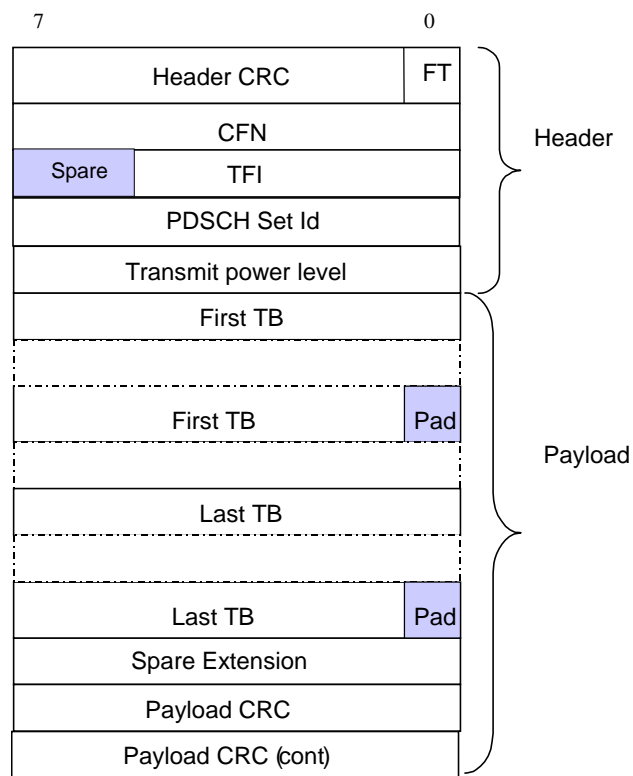 7 0
Header CRC FT
CFN
Header
Spare TFI
PDSCH Set Id
Transmit power level
First TB
First TB Pad
Payload
Last TB
Last TB Pad
Spare Extension
Payload CRC
Payload CRC (cont)